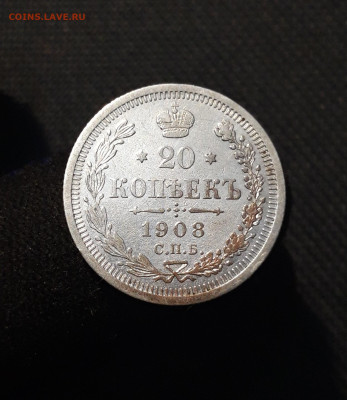 COINS.LAVE.RU
20
КОПѢЕКЪ
1908
С.П.Б.